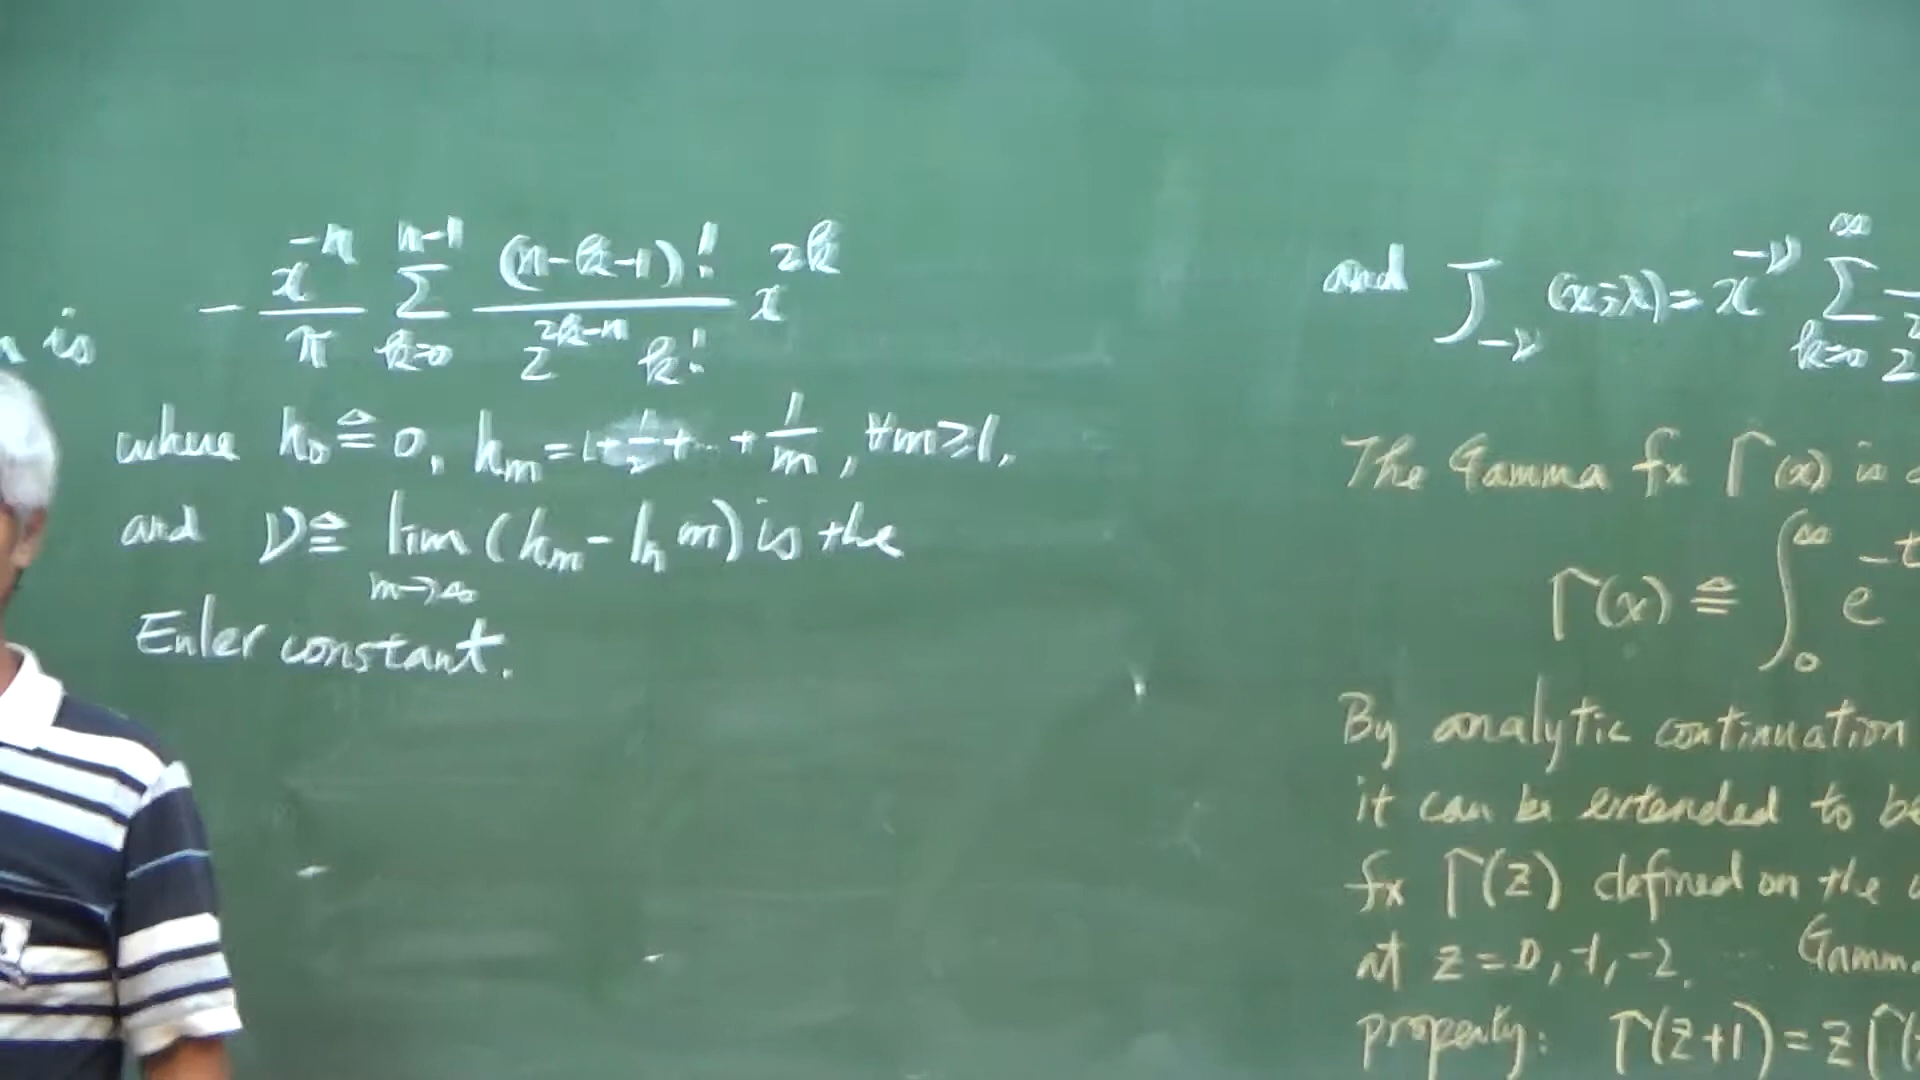 is
- x^{-n}/π Σ_{k=0}^{n-1} (n-k-1)!/(2^{2k-n} k!) x^{2k}
where h₀ ≙ 0, h_m = 1+1/2+...+1/m, ∀m≥1,
and γ ≙ lim_{m→∞} (h_m - ln m) is the
Euler constant.
and J_{-ν}(x;λ) = x^{-ν} Σ_{k=0}^{∞}
The Gamma fx Γ(x) is
Γ(x) ≙ ∫₀^∞ e^{-t}
By analytic continuation
it can be extended to be
fx Γ(z) defined on the
at z=0,-1,-2, ... Gamma
property: Γ(z+1) = zΓ(